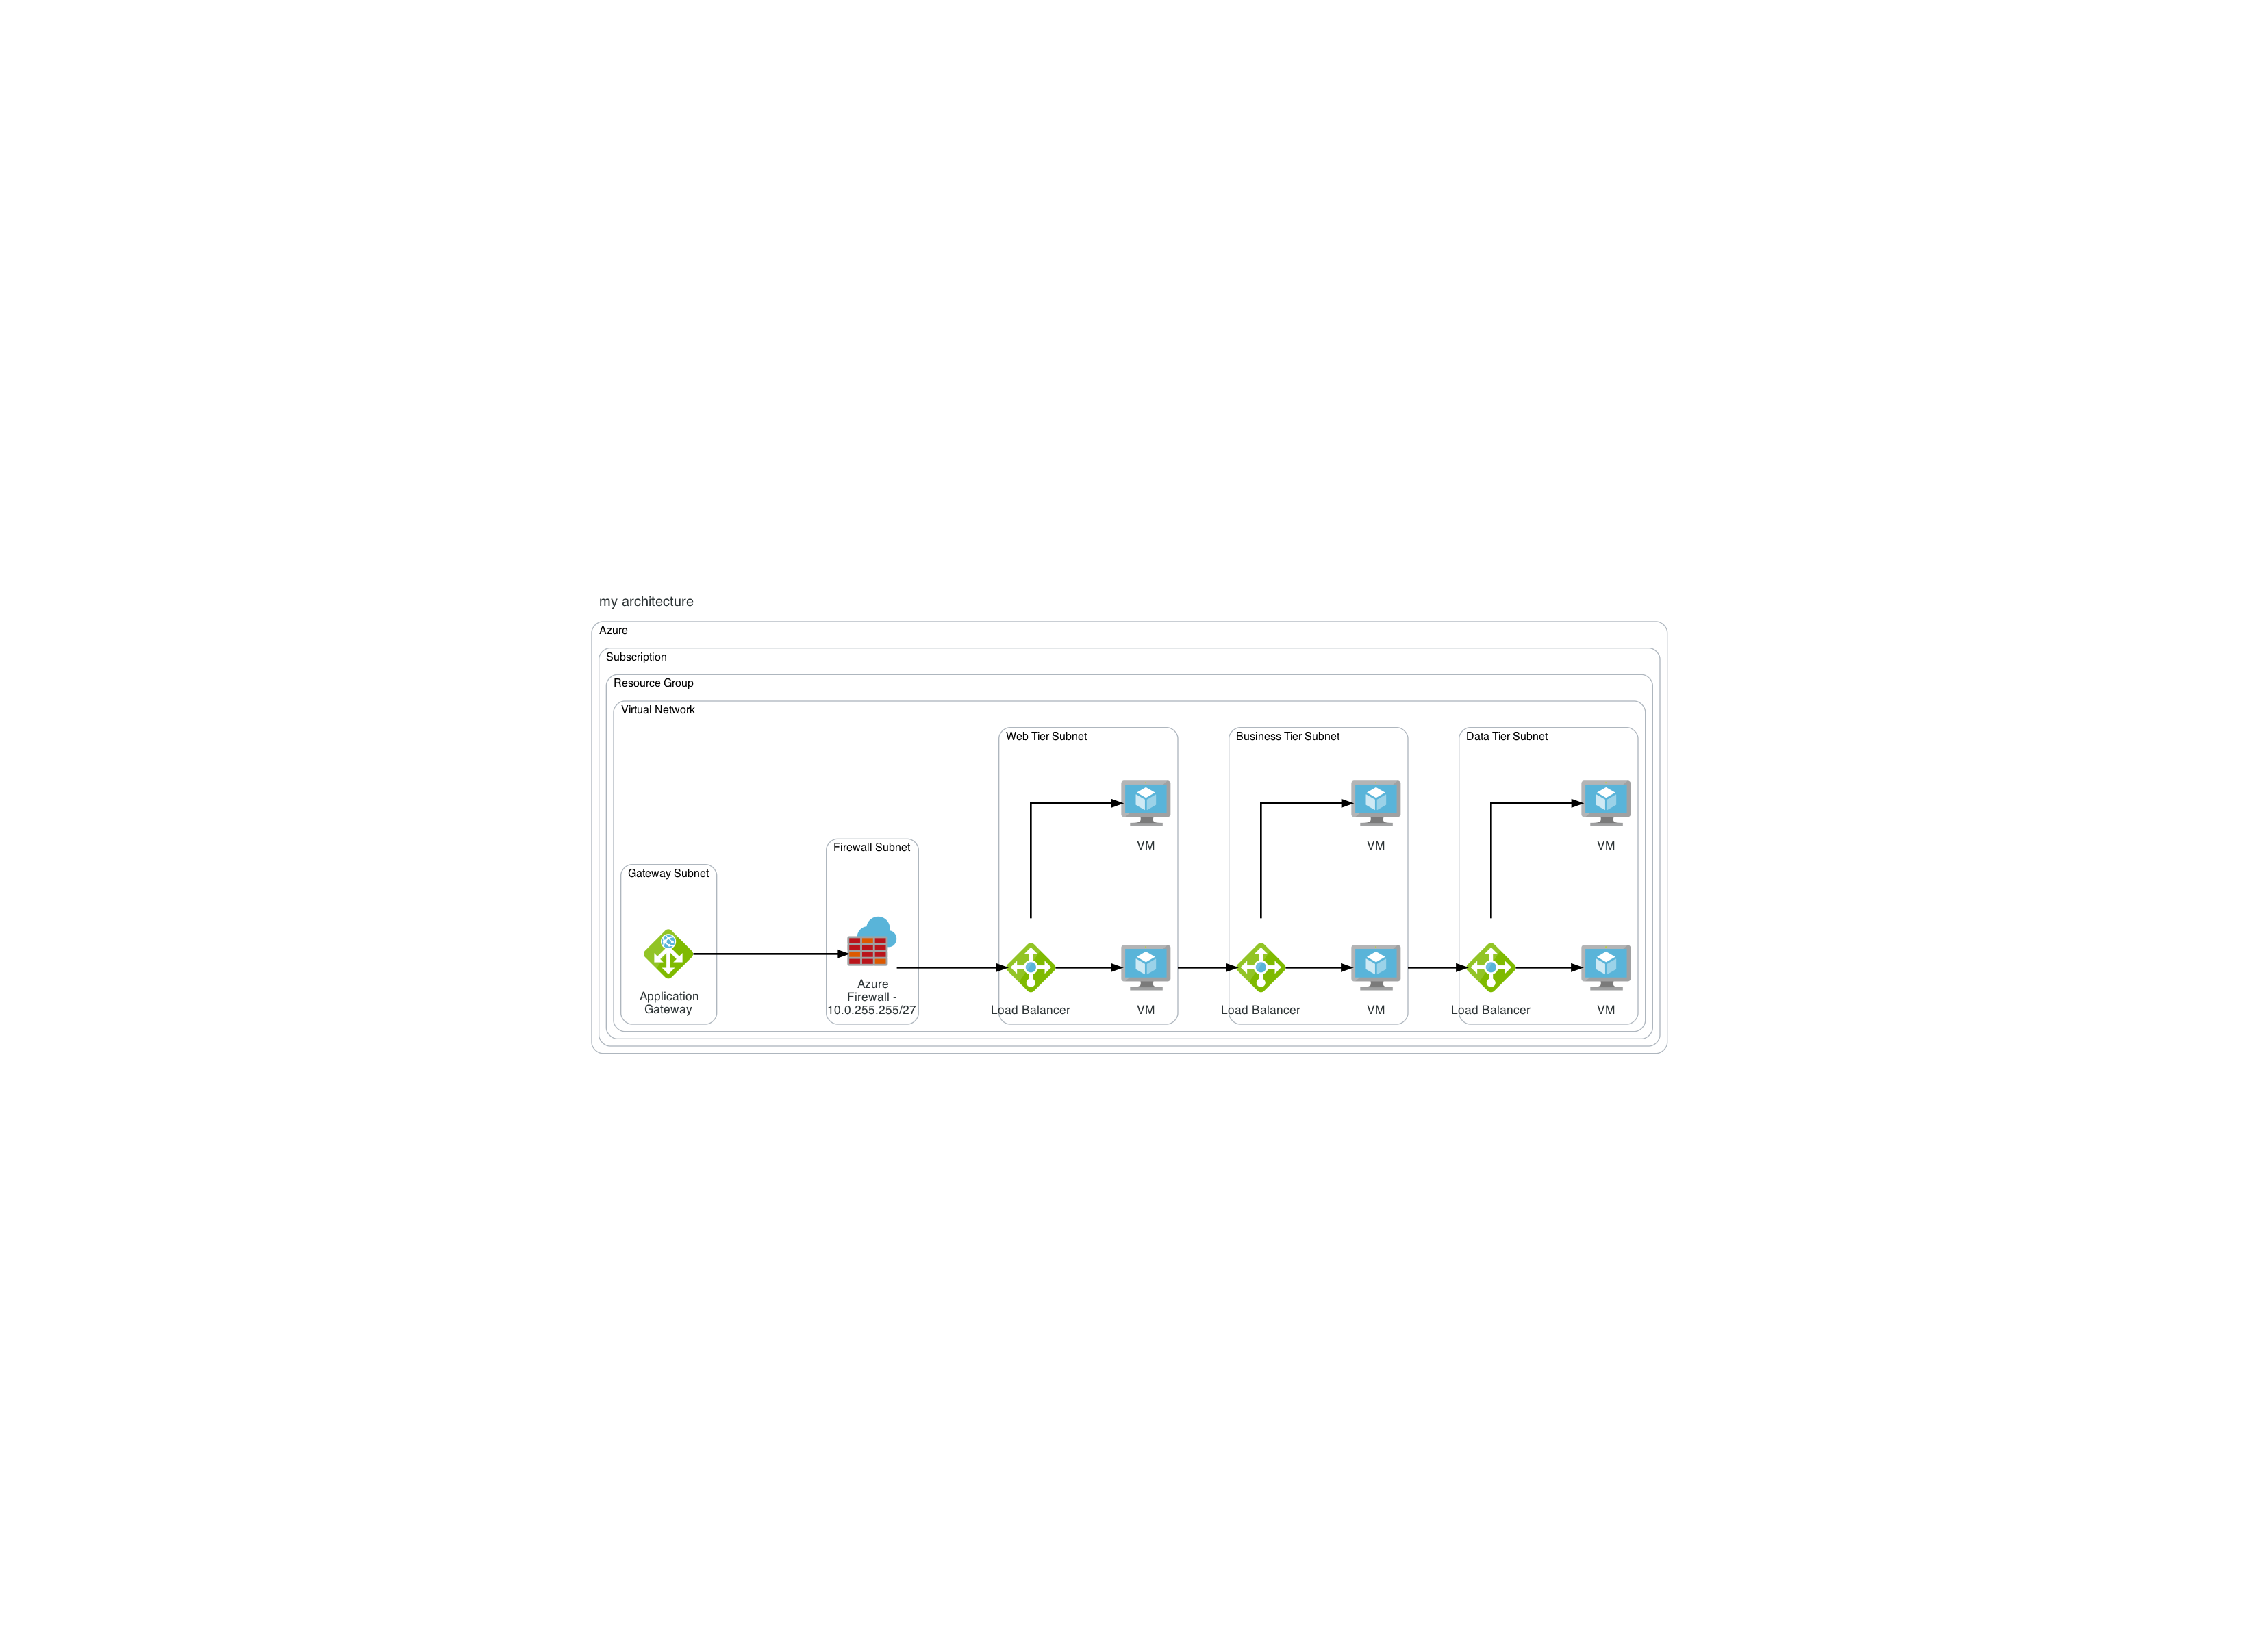 my architecture
Azure
Subscription
Resource Group
Virtual Network
Gateway Subnet
Application
Gateway
Firewall Subnet
Azure
Firewall -
10.0.255.255/27
Web Tier Subnet
VM
Load Balancer
VM
Business Tier Subnet
VM
Load Balancer
VM
Data Tier Subnet
VM
Load Balancer
VM